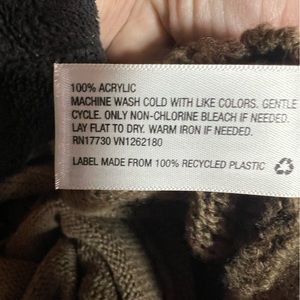 100% ACRYLIC
MACHINE WASH COLD WITH LIKE COLORS. GENTLE
CYCLE. ONLY NON-CHLORINE BLEACH IF NEEDED.
LAY FLAT TO DRY. WARM IRON IF NEEDED.
RN17730 VN1262180
LABEL MADE FROM 100% RECYCLED PLASTIC